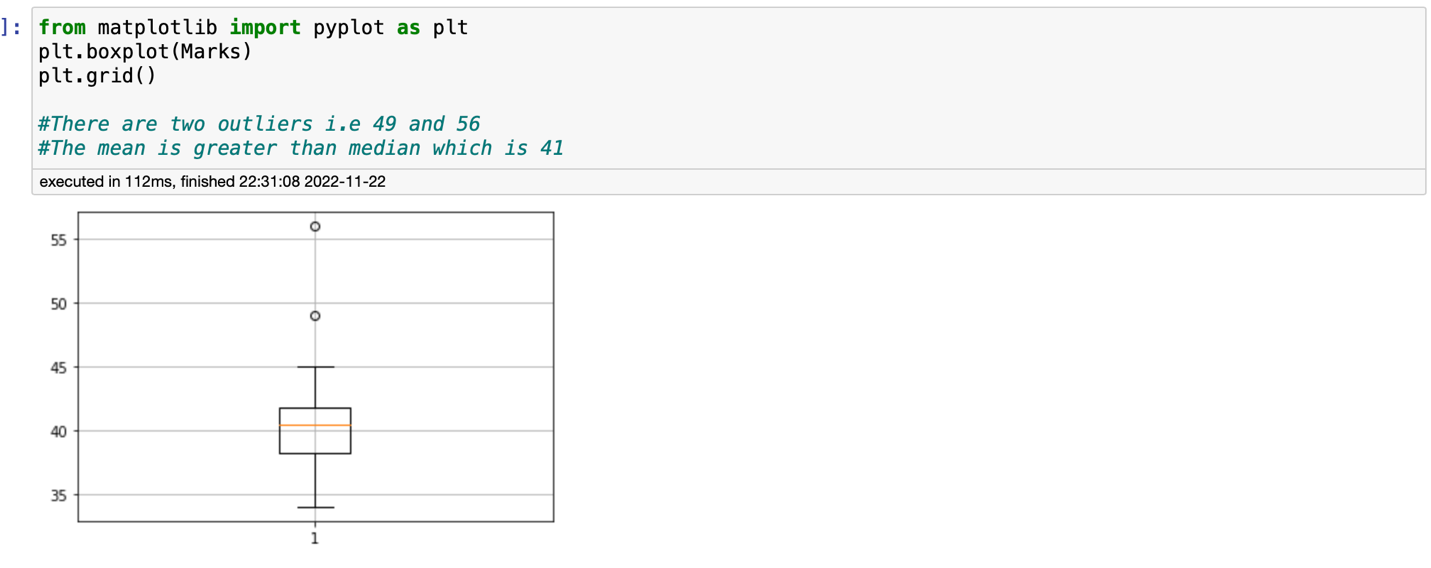 ]:
from matplotlib import pyplot as plt
plt.boxplot(Marks)
plt.grid()
#There are two outliers i.e 49 and 56
#The mean is greater than median which is 41
executed in 112ms, finished 22:31:08 2022-11-22
55
50
45
40
35
1